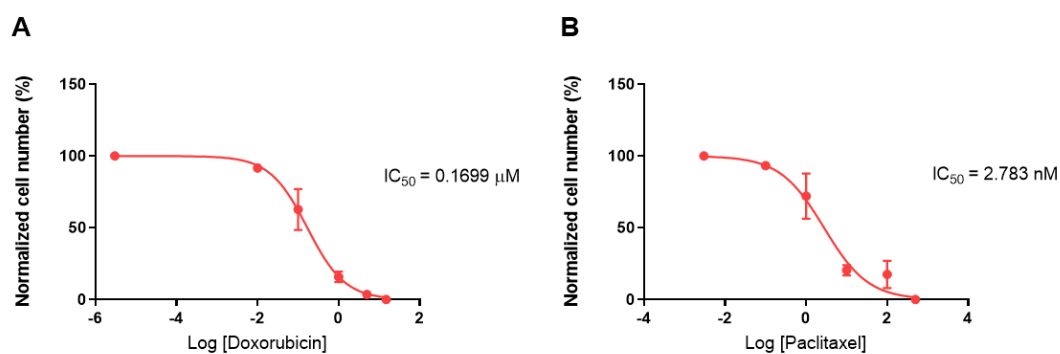 A
Normalized cell number (%)
150
100
50
0
-6 -4 -2 0 2
Log [Doxorubicin]
IC₅₀ = 0.1699 μM
B
Normalized cell number (%)
150
100
50
0
-4 -2 0 2 4
Log [Paclitaxel]
IC₅₀ = 2.783 nM